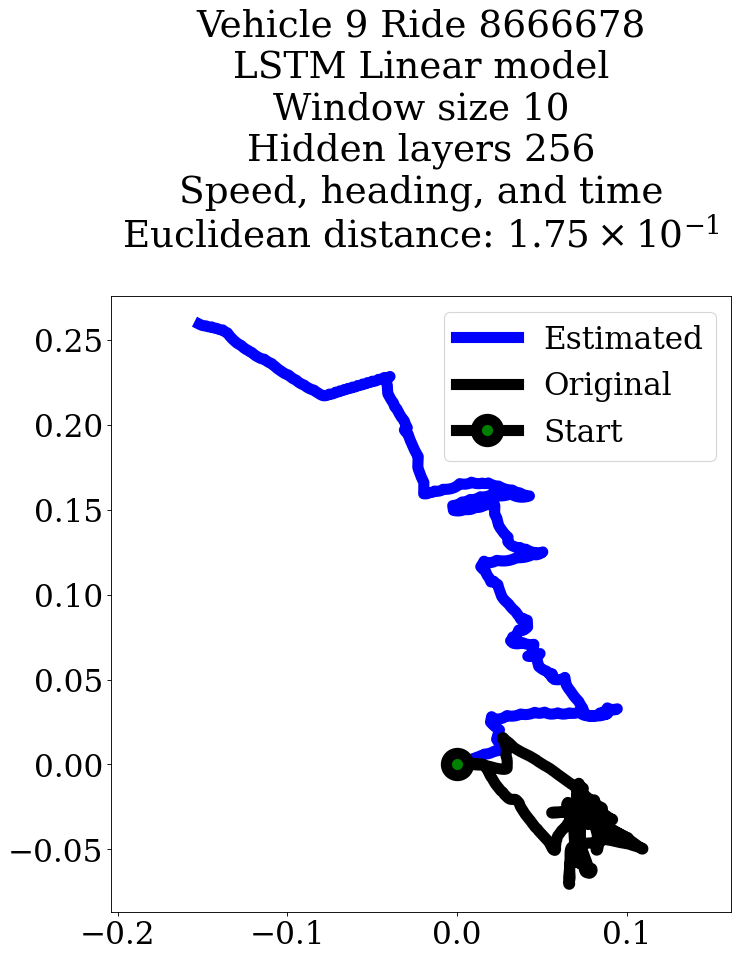 Vehicle 9 Ride 8666678
LSTM Linear model
Window size 10
Hidden layers 256
Speed, heading, and time
Euclidean distance: 1.75 × 10⁻¹
Estimated
Original
Start
0.25
0.20
0.15
0.10
0.05
0.00
−0.05
−0.2 −0.1 0.0 0.1